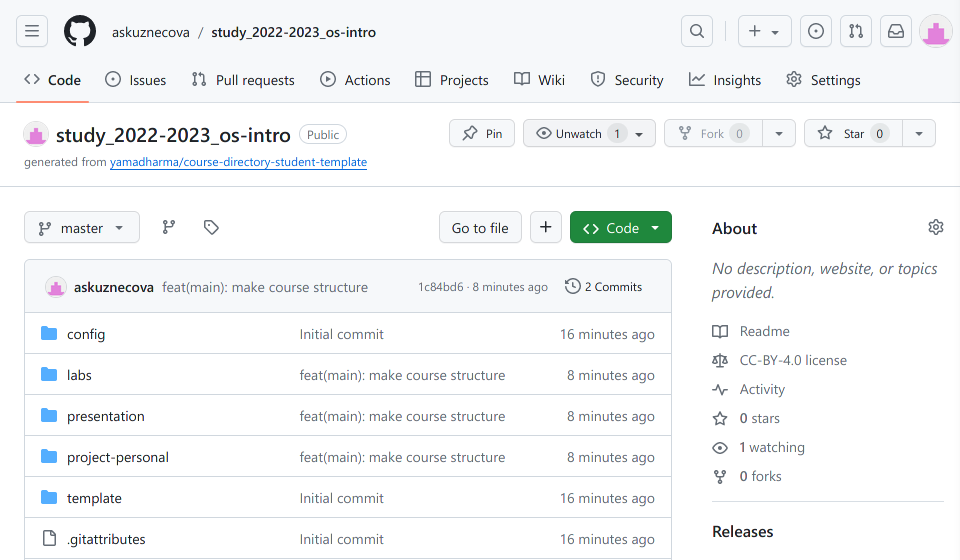 askuznecova / study_2022-2023_os-intro
Code Issues Pull requests Actions Projects Wiki Security Insights Settings
study_2022-2023_os-intro Public Pin Unwatch 1 Fork 0 Star 0
generated from yamadharma/course-directory-student-template
master Go to file Code
About
No description, website, or topics
provided.
askuznecova feat(main): make course structure 1c84bd6 · 8 minutes ago 2 Commits
config Initial commit 16 minutes ago
labs feat(main): make course structure 8 minutes ago
presentation feat(main): make course structure 8 minutes ago
project-personal feat(main): make course structure 8 minutes ago
template Initial commit 16 minutes ago
.gitattributes Initial commit 16 minutes ago
Readme
CC-BY-4.0 license
Activity
0 stars
1 watching
0 forks
Releases